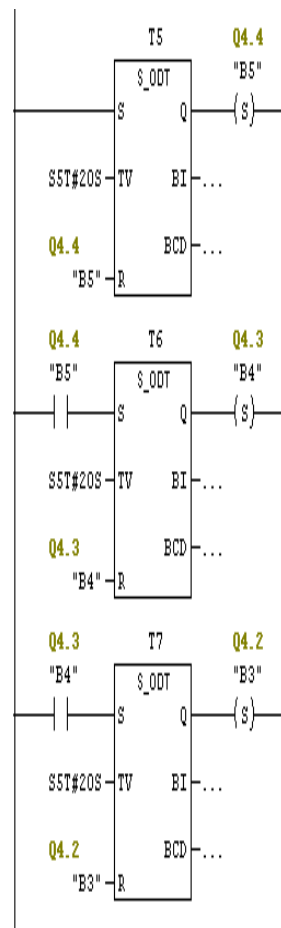 T5 Q4.4
S_ODT "B5"
S Q (S)
S5T#20S TV BI ...
Q4.4 BCD ...
"B5" R
Q4.4 T6 Q4.3
"B5" S_ODT "B4"
S Q (S)
S5T#20S TV BI ...
Q4.3 BCD ...
"B4" R
Q4.3 T7 Q4.2
"B4" S_ODT "B3"
S Q (S)
S5T#20S TV BI ...
Q4.2 BCD ...
"B3" R